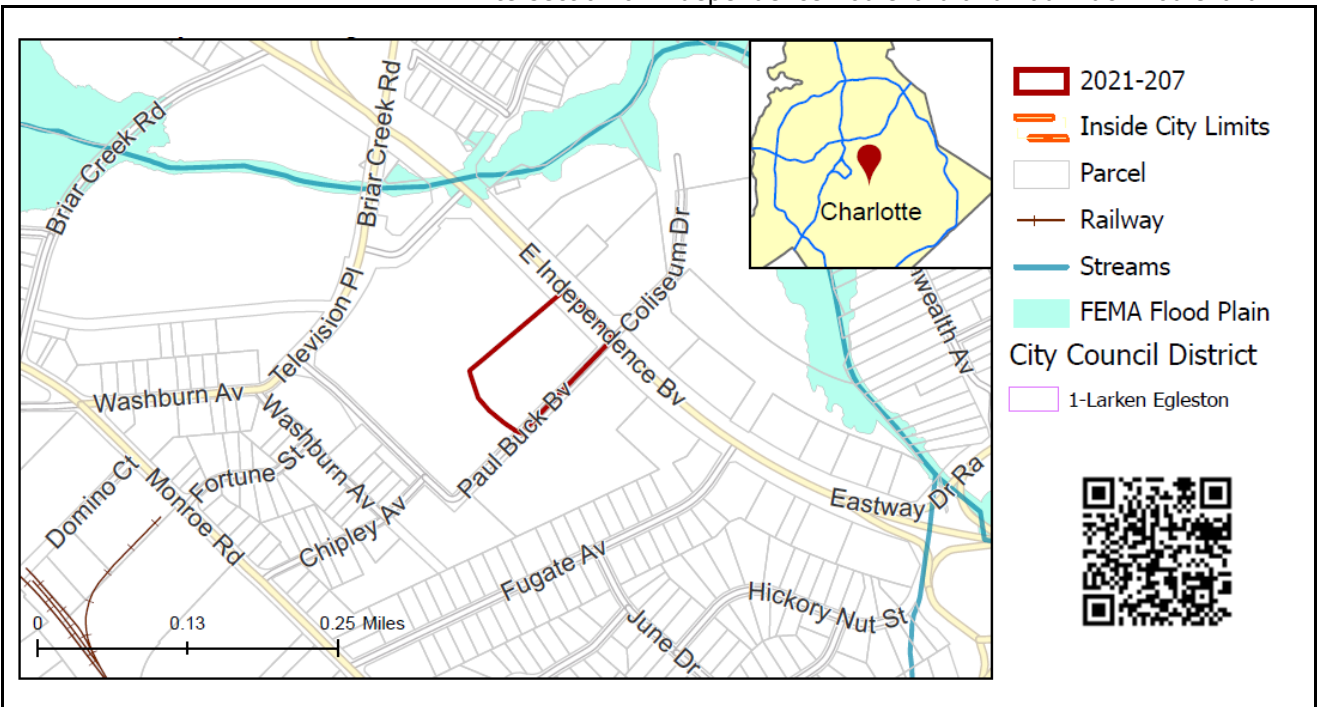 Briar Creek Rd
Briar Creek Rd
Television Pl
E Independence Bv
Coliseum Dr
Paul Buck Bv
Washburn Av
Washburn Av
Fortune St
Domino Ct
Monroe Rd
Chipley Av
Fugate Av
June Dr
Hickory Nut St
Eastway Dr Ra
0 0.13 0.25 Miles
Charlotte
2021-207
Inside City Limits
Parcel
Railway
Streams
FEMA Flood Plain
City Council District
1-Larken Egleston